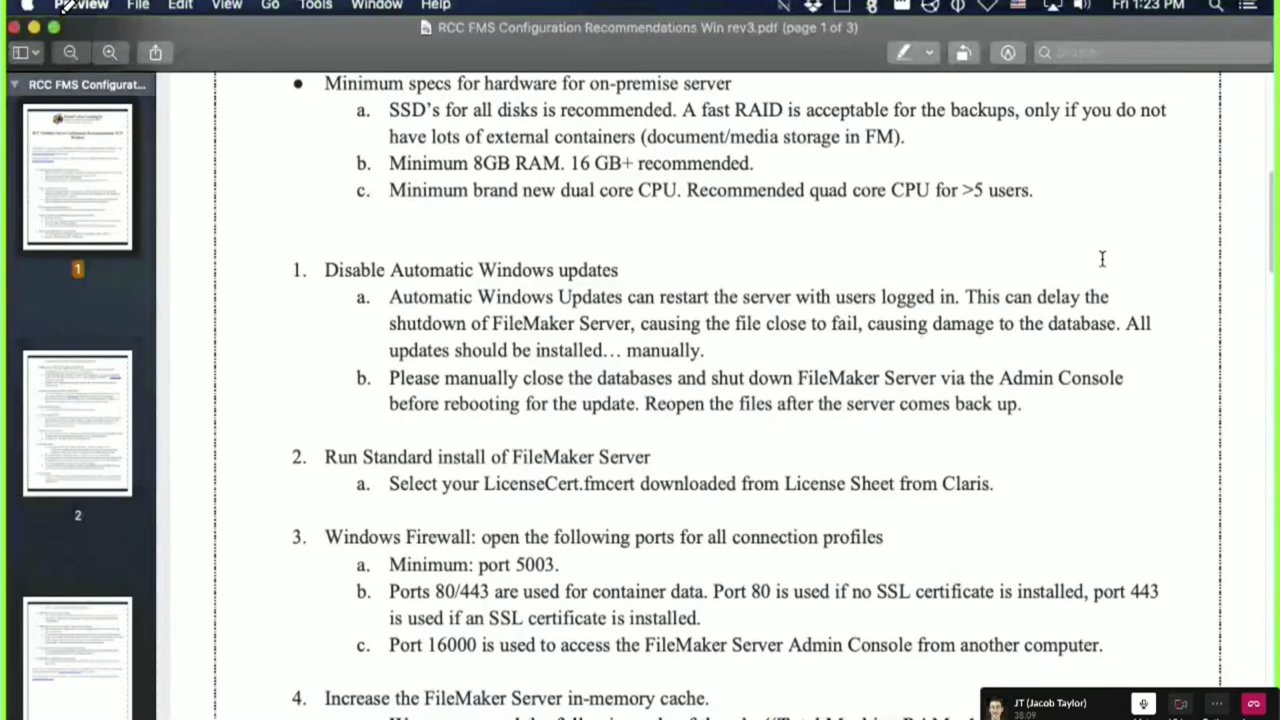 Preview File Edit View Go Tools Window Help Fri 1:23 PM
RCC FMS Configuration Recommendations Win rev3.pdf (page 1 of 3)
Search
RCC FMS Configurat...
1
2
● Minimum specs for hardware for on-premise server
a. SSD's for all disks is recommended. A fast RAID is acceptable for the backups, only if you do not
have lots of external containers (document/media storage in FM).
b. Minimum 8GB RAM. 16 GB+ recommended.
c. Minimum brand new dual core CPU. Recommended quad core CPU for >5 users.
1. Disable Automatic Windows updates
a. Automatic Windows Updates can restart the server with users logged in. This can delay the
shutdown of FileMaker Server, causing the file close to fail, causing damage to the database. All
updates should be installed… manually.
b. Please manually close the databases and shut down FileMaker Server via the Admin Console
before rebooting for the update. Reopen the files after the server comes back up.
2. Run Standard install of FileMaker Server
a. Select your LicenseCert.fmcert downloaded from License Sheet from Claris.
3. Windows Firewall: open the following ports for all connection profiles
a. Minimum: port 5003.
b. Ports 80/443 are used for container data. Port 80 is used if no SSL certificate is installed, port 443
is used if an SSL certificate is installed.
c. Port 16000 is used to access the FileMaker Server Admin Console from another computer.
4. Increase the FileMaker Server in-memory cache.
JT (Jacob Taylor)
38:09